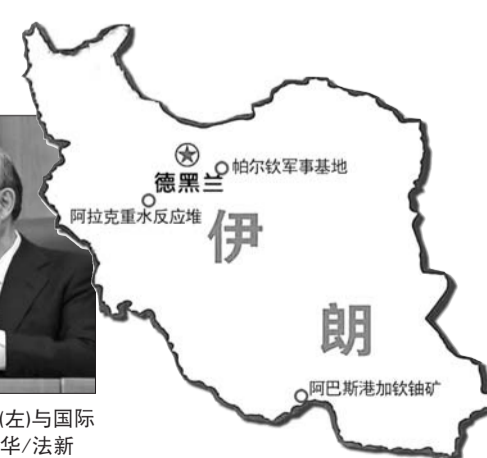 德黑兰
帕尔钦军事基地
阿拉克重水反应堆
伊
朗
阿巴斯港加钦铀矿
(左)与国际
华/法新